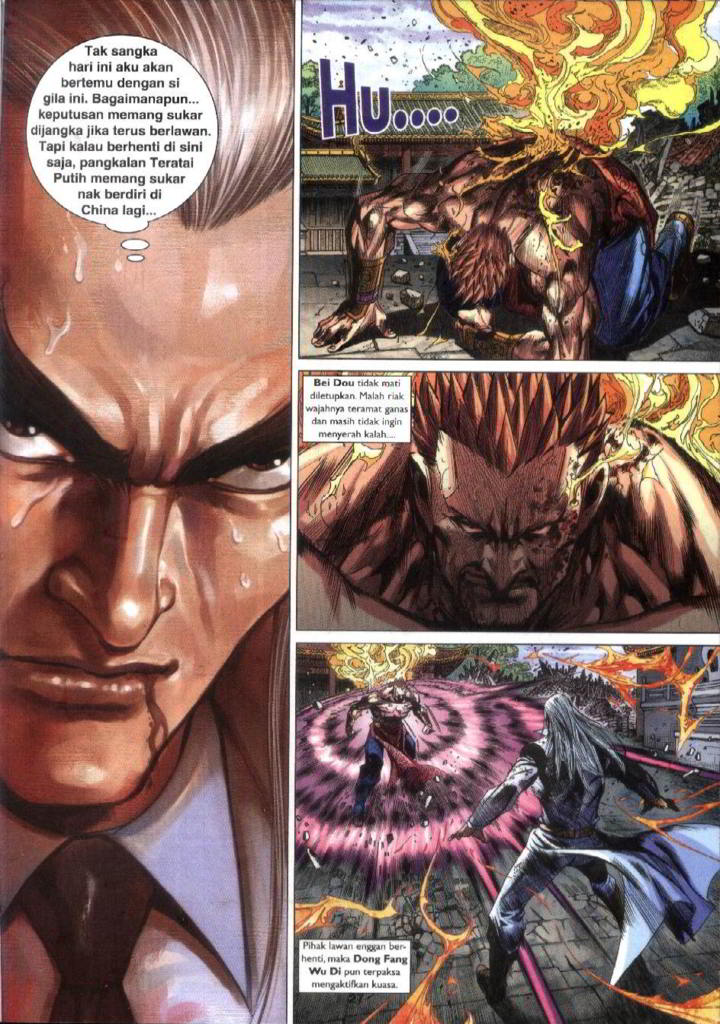 Tak sangka
hari ini aku akan
bertemu dengan si
gila ini. Bagaimanapun...
keputusan memang sukar
dijangka jika terus berlawan.
Tapi kalau berhenti di sini
saja, pangkalan Teratai
Putih memang sukar
nak berdiri di
China lagi...
Hu....
Bei Dou tidak mati
diletupkan. Malah riak
wajahnya teramat ganas
dan masih tidak ingin
menyerah kalah....
Pihak lawan enggan ber-
henti, maka Dong Fang
Wu Di pun terpaksa
mengaktifkan kuasa.
21